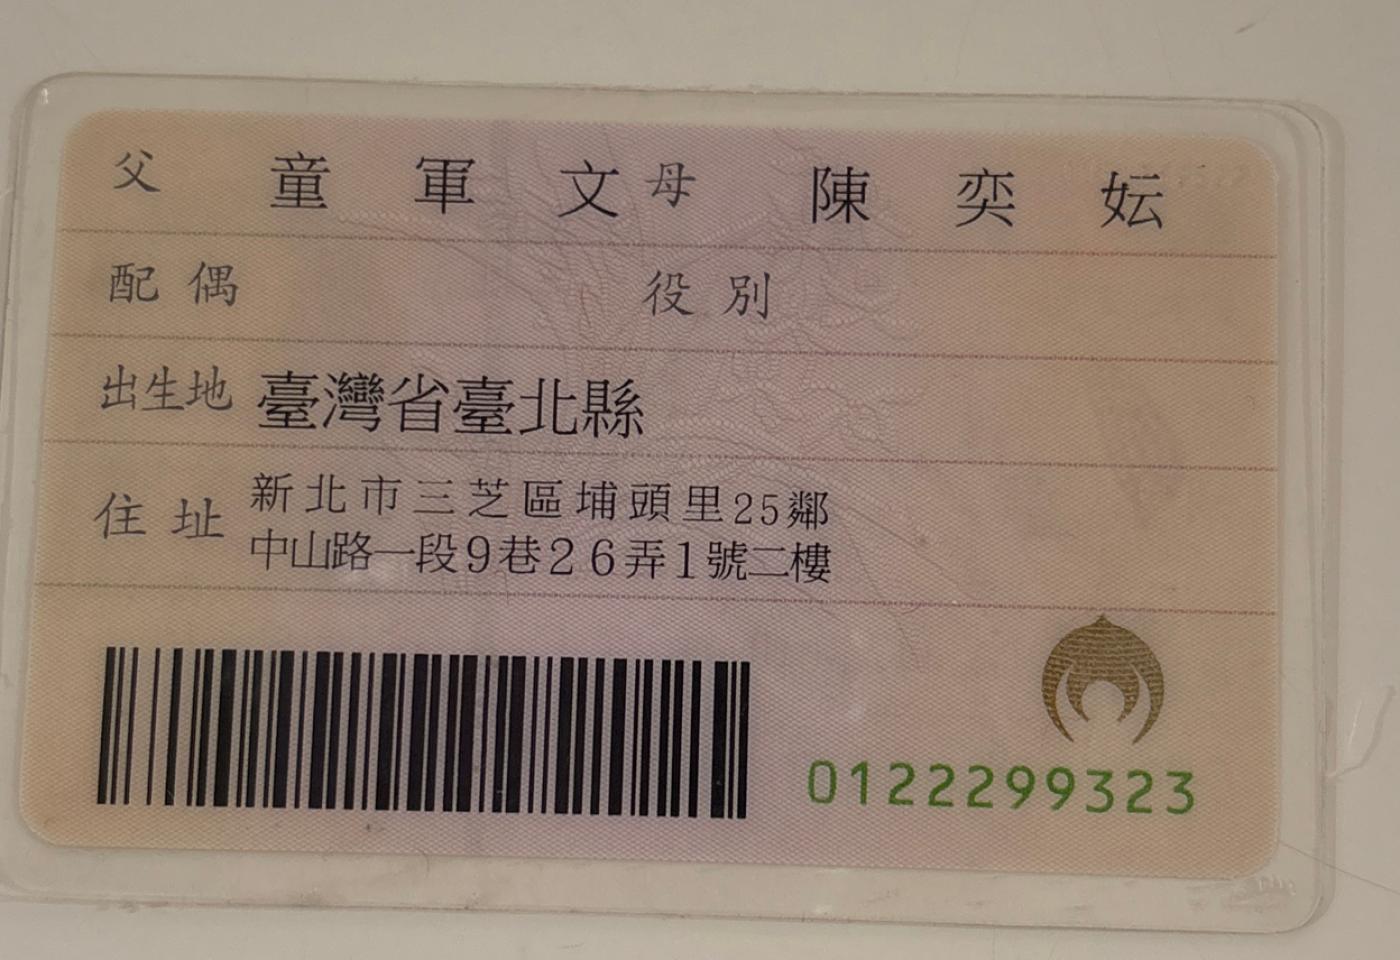 父 童軍文 母 陳奕妘
配偶 役別
出生地 臺灣省臺北縣
住址 新北市三芝區埔頭里25鄰
中山路一段9巷26弄1號二樓
0122299323